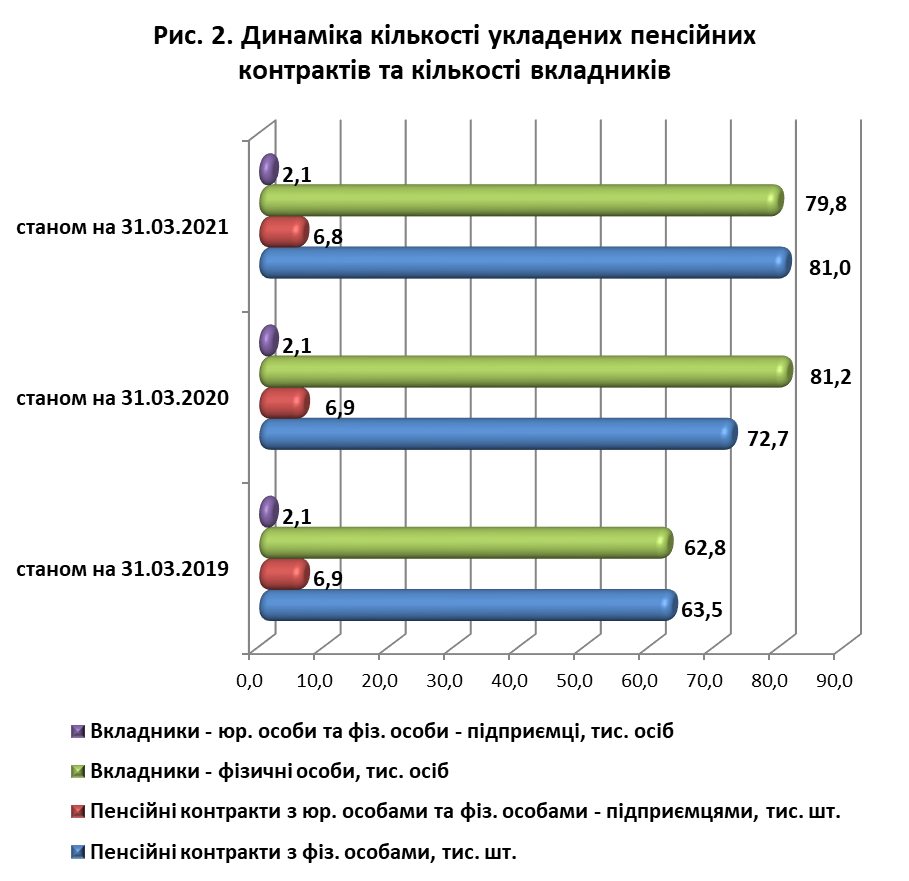 Рис. 2. Динаміка кількості укладених пенсійних
контрактів та кількості вкладників
2,1
79,8
станом на 31.03.2021
6,8
81,0
2,1
81,2
станом на 31.03.2020
6,9
72,7
2,1
62,8
станом на 31.03.2019
6,9
63,5
0,0 10,0 20,0 30,0 40,0 50,0 60,0 70,0 80,0 90,0
Вкладники - юр. особи та фіз. особи - підприємці, тис. осіб
Вкладники - фізичні особи, тис. осіб
Пенсійні контракти з юр. особами та фіз. особами - підприємцями, тис. шт.
Пенсійні контракти з фіз. особами, тис. шт.